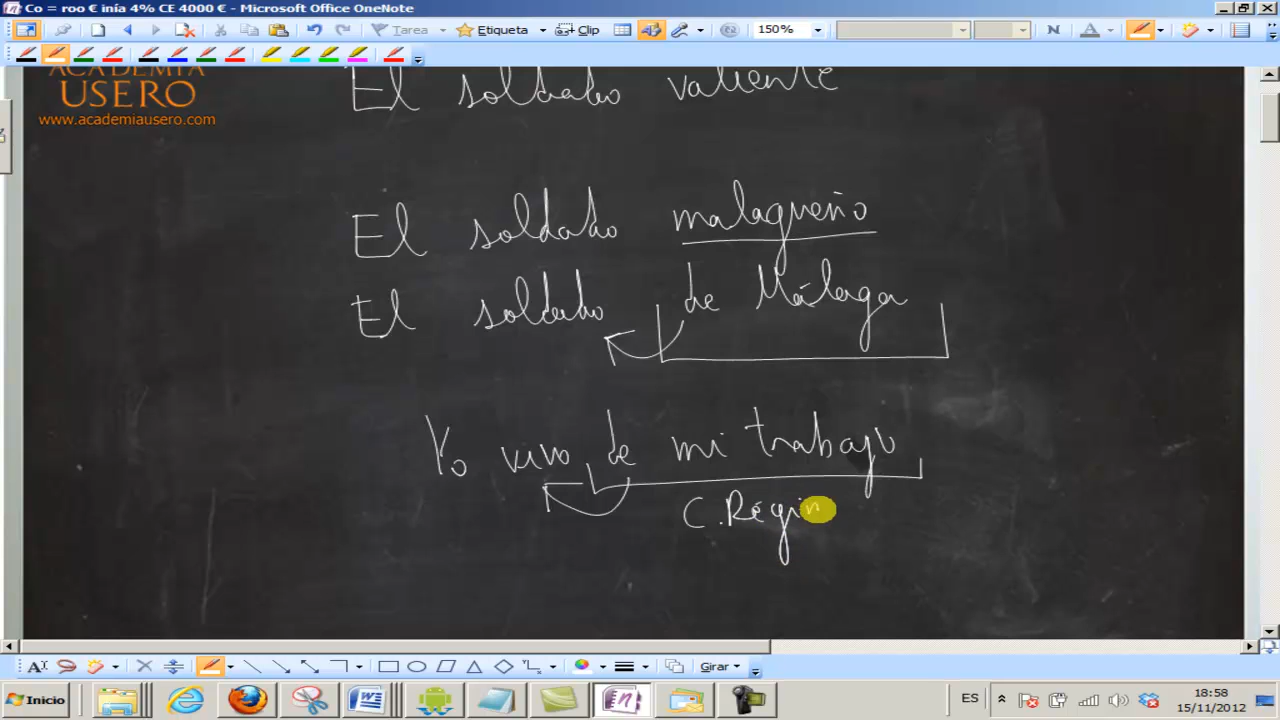 Co = roo € inía 4% CE 4000 € - Microsoft Office OneNote
Tarea Etiqueta Clip 150% N A
ACADEMIA
USERO
www.academiausero.com
El soldado valiente
El soldado malagueño
El soldado de Málaga
Yo vivo de mi trabajo
C. Régim
A Girar
Inicio ES 18:58
15/11/2012